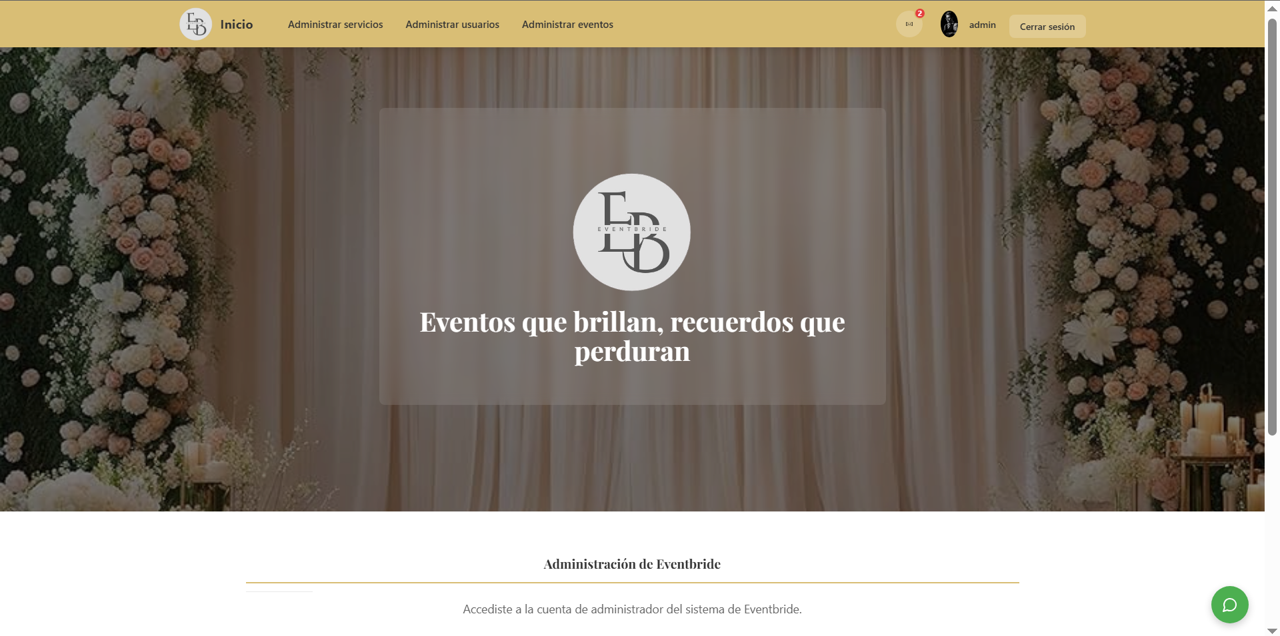 EB
Inicio
Administrar servicios
Administrar usuarios
Administrar eventos
2
admin
Cerrar sesión
EB
EVENTBRIDE
Eventos que brillan, recuerdos que
perduran
Administración de Eventbride
Accediste a la cuenta de administrador del sistema de Eventbride.